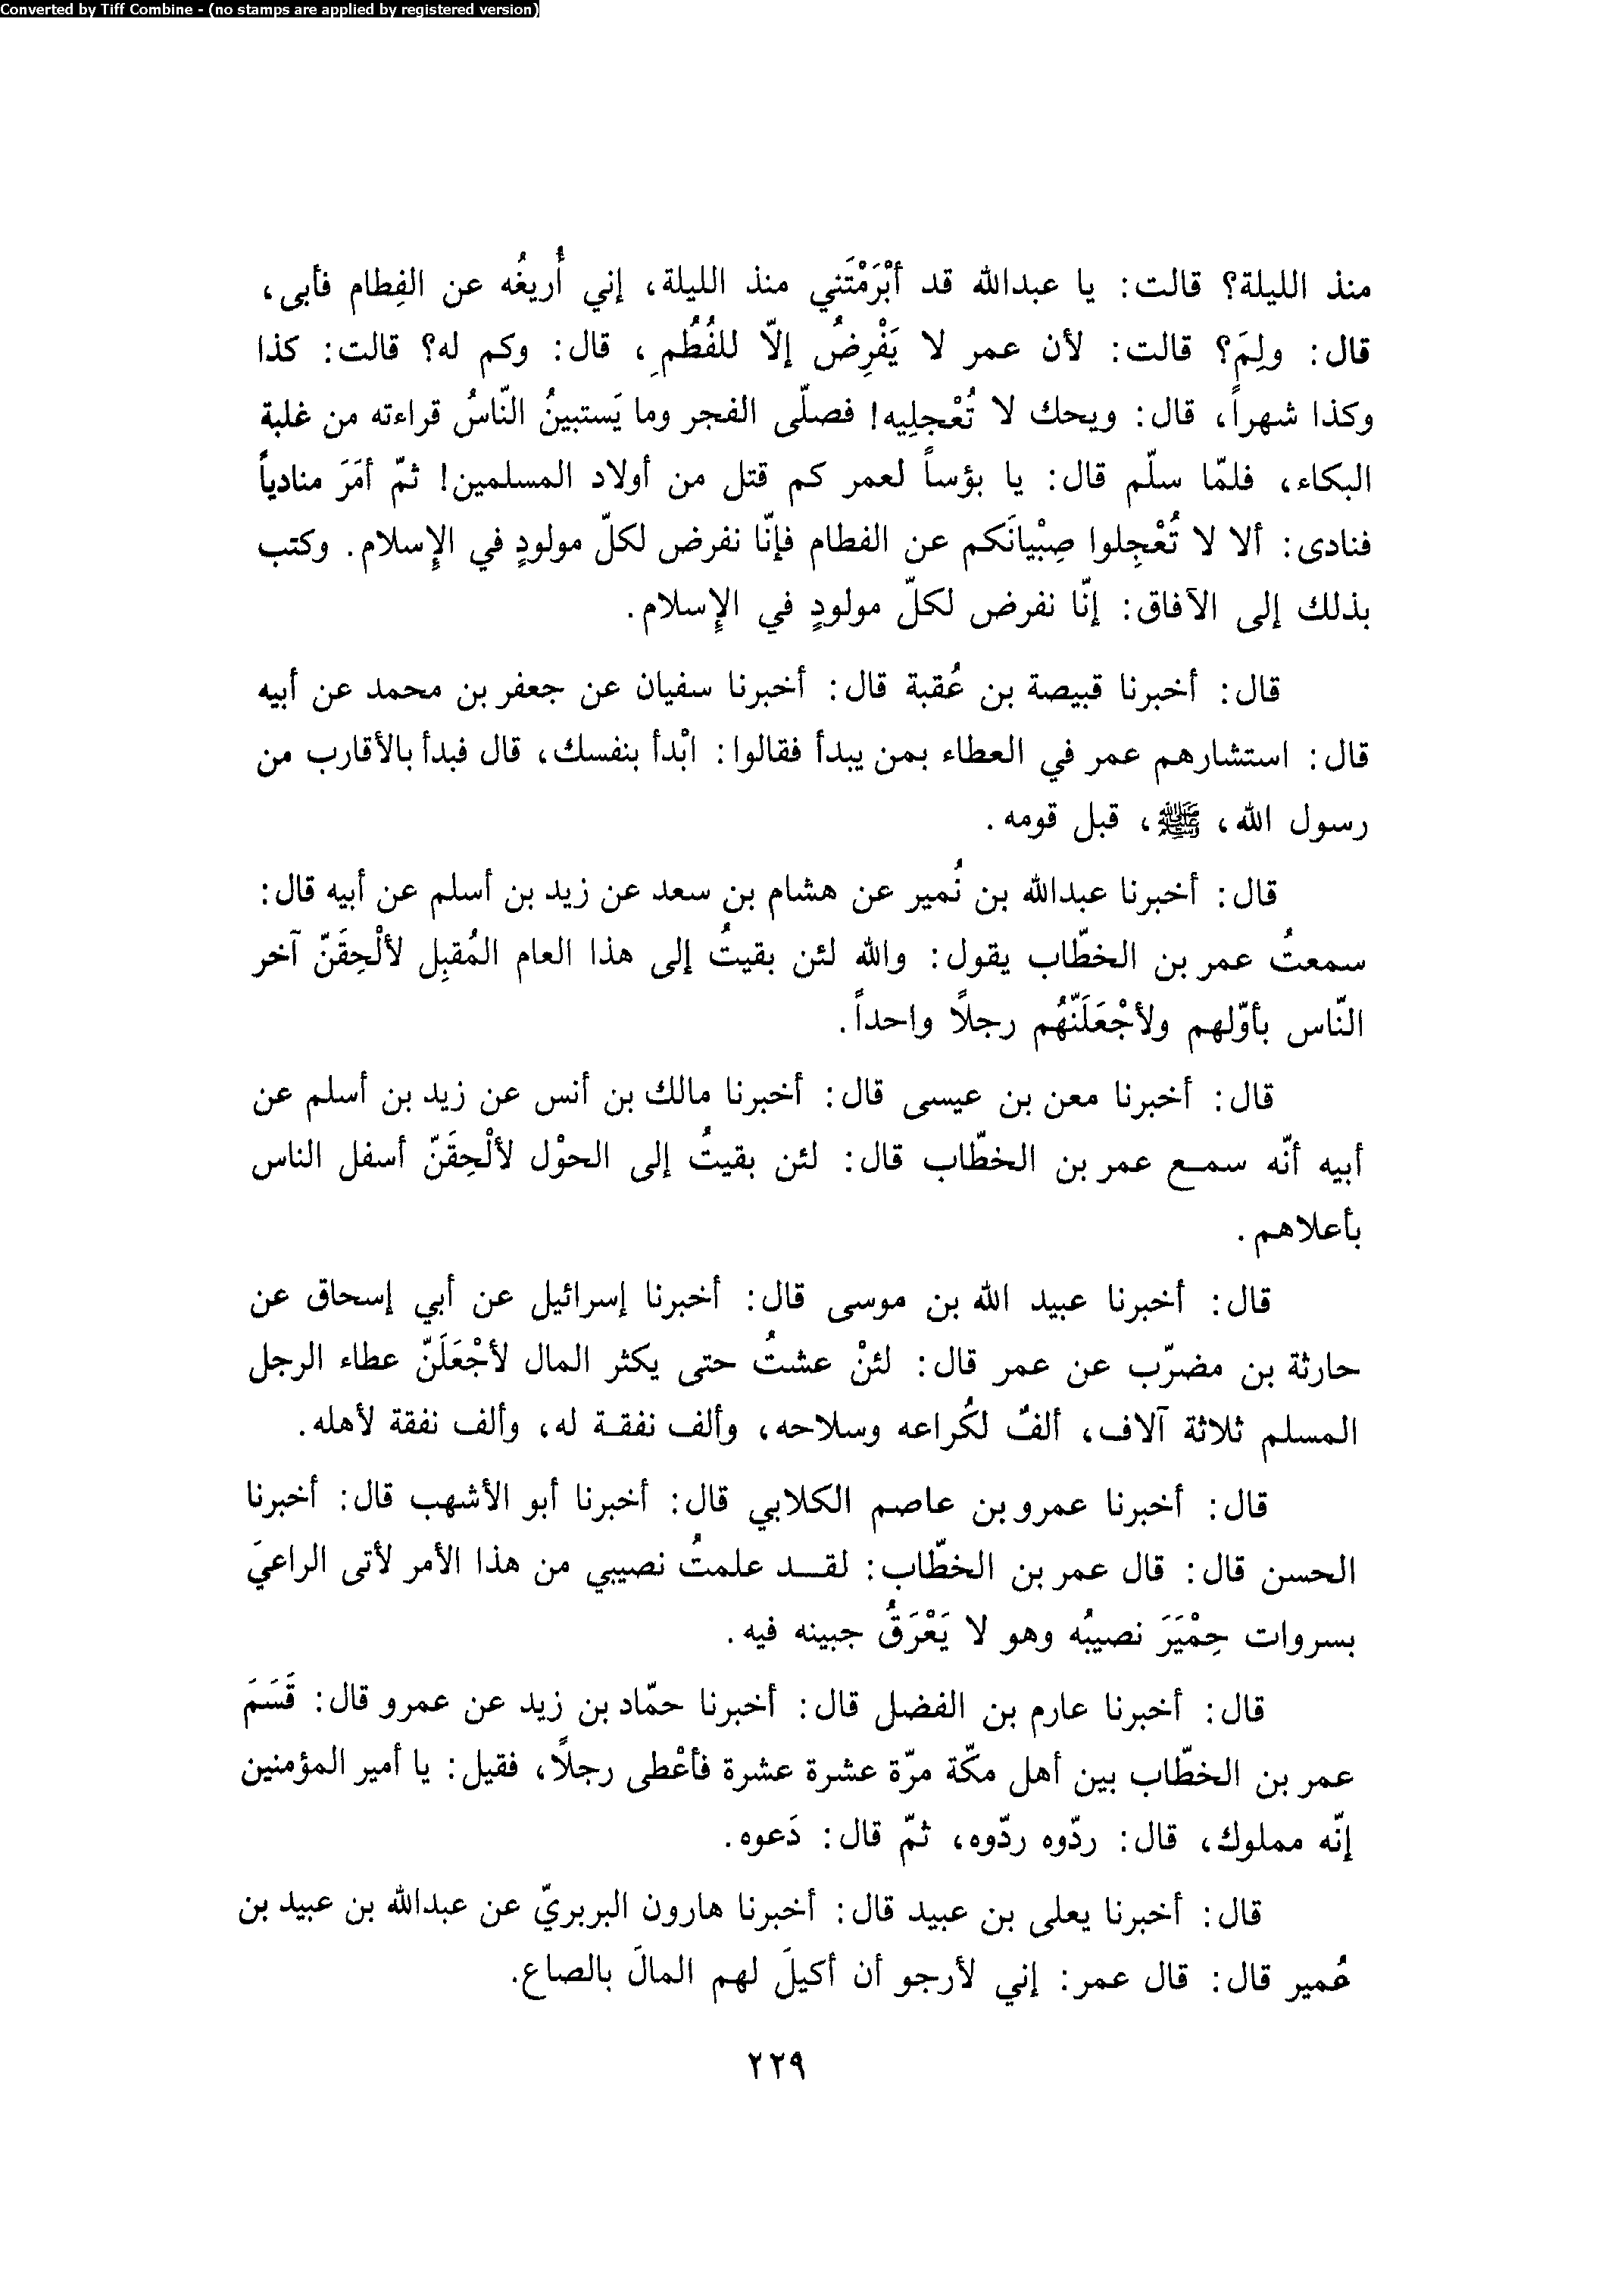 Converted by Tiff Combine - (no stamps are applied by registered version)
منذ الليلة؟ قالت: يا عبدالله قد أبْرَمْتَني منذ الليلة، إني أُريغُه عن الفِطام فأبى،
قال: ولِمَ؟ قالت: لأن عمر لا يَفْرِضُ إلّا للفُطُمِ، قال: وكم له؟ قالت: كذا
وكذا شهراً، قال: ويحك لا تُعْجِلِيه! فصلّى الفجر وما يَستبينُ النّاسُ قراءته من غلبة
البكاء، فلمّا سلّم قال: يا بؤساً لعمر كم قتل من أولاد المسلمين! ثمّ أمَرَ منادياً
فنادى: ألا لا تُعْجِلوا صِبْيانَكم عن الفطام فإنّا نفرض لكلّ مولودٍ في الإسلام. وكتب
بذلك إلى الآفاق: إنّا نفرض لكلّ مولودٍ في الإسلام.
قال: أخبرنا قبيصة بن عُقبة قال: أخبرنا سفيان عن جعفر بن محمد عن أبيه
قال: استشارهم عمر في العطاء بمن يبدأ فقالوا: ابْدأ بنفسك، قال فبدأ بالأقارب من
رسول الله، ﷺ، قبل قومه.
قال: أخبرنا عبدالله بن نُمير عن هشام بن سعد عن زيد بن أسلم عن أبيه قال:
سمعتُ عمر بن الخطّاب يقول: والله لئن بقيتُ إلى هذا العام المُقبِل لألْحِقَنّ آخر
النّاس بأوّلهم ولأجْعَلَنّهُم رجلًا واحداً.
قال: أخبرنا معن بن عيسى قال: أخبرنا مالك بن أنس عن زيد بن أسلم عن
أبيه أنّه سمع عمر بن الخطّاب قال: لئن بقيتُ إلى الحوْل لألْحِقَنّ أسفل الناس
بأعلاهم.
قال: أخبرنا عبيد الله بن موسى قال: أخبرنا إسرائيل عن أبي إسحاق عن
حارثة بن مضرّب عن عمر قال: لئنْ عشتُ حتى يكثر المال لأجْعَلَنّ عطاء الرجل
المسلم ثلاثة آلاف، ألفٌ لكُراعه وسلاحه، وألف نفقة له، وألف نفقة لأهله.
قال: أخبرنا عمرو بن عاصم الكلابي قال: أخبرنا أبو الأشهب قال: أخبرنا
الحسن قال: قال عمر بن الخطّاب: لقد علمتُ نصيبي من هذا الأمر لأتى الراعيَ
بسروات حِمْيَرَ نصيبُه وهو لا يَعْرَقُ جبينه فيه.
قال: أخبرنا عارم بن الفضل قال: أخبرنا حمّاد بن زيد عن عمرو قال: قَسَمَ
عمر بن الخطّاب بين أهل مكّة مرّة عشرة عشرة فأعْطى رجلًا، فقيل: يا أمير المؤمنين
إنّه مملوك، قال: ردّوه ردّوه، ثمّ قال: دَعوه.
قال: أخبرنا يعلى بن عبيد قال: أخبرنا هارون البربريّ عن عبدالله بن عبيد بن
عُمير قال: قال عمر: إني لأرجو أن أكيلَ لهم المالَ بالصاع.
٢٢٩